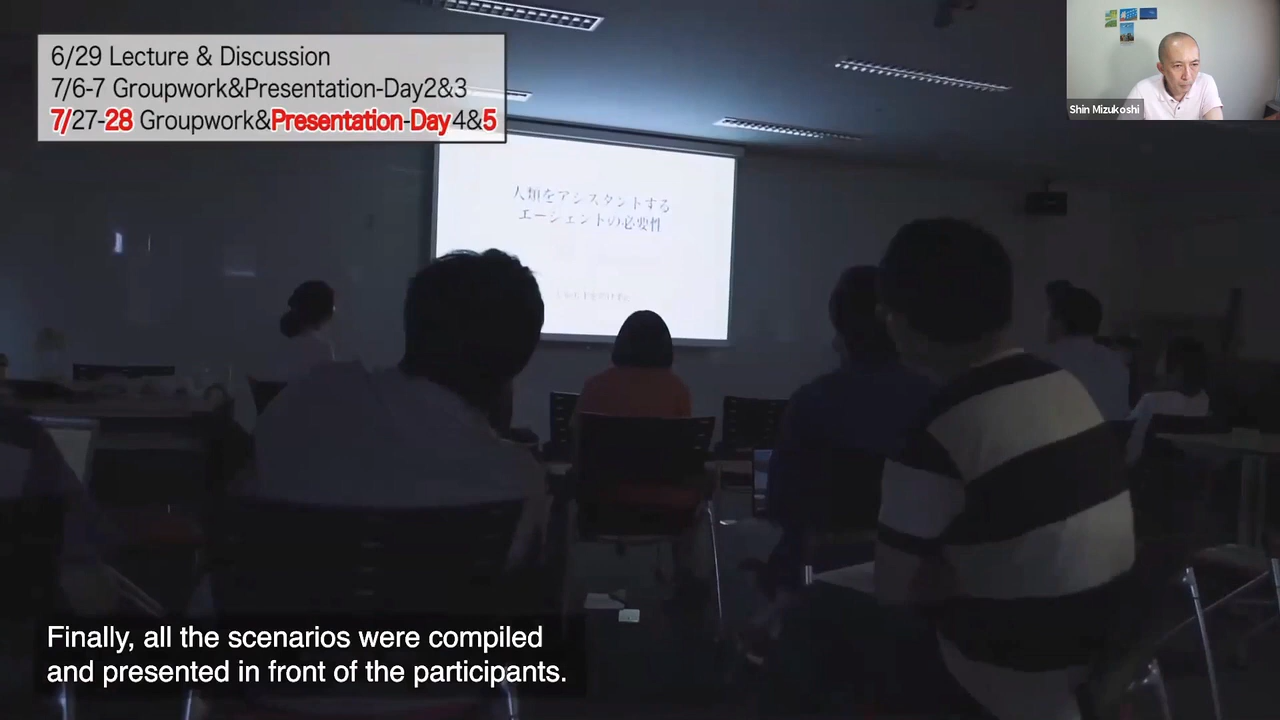 6/29 Lecture & Discussion
7/6-7 Groupwork&Presentation-Day2&3
7/27-28 Groupwork&Presentation-Day4&5
Shin Mizukoshi
人類をアシスタントする
エージェントの必要性
Finally, all the scenarios were compiled
and presented in front of the participants.